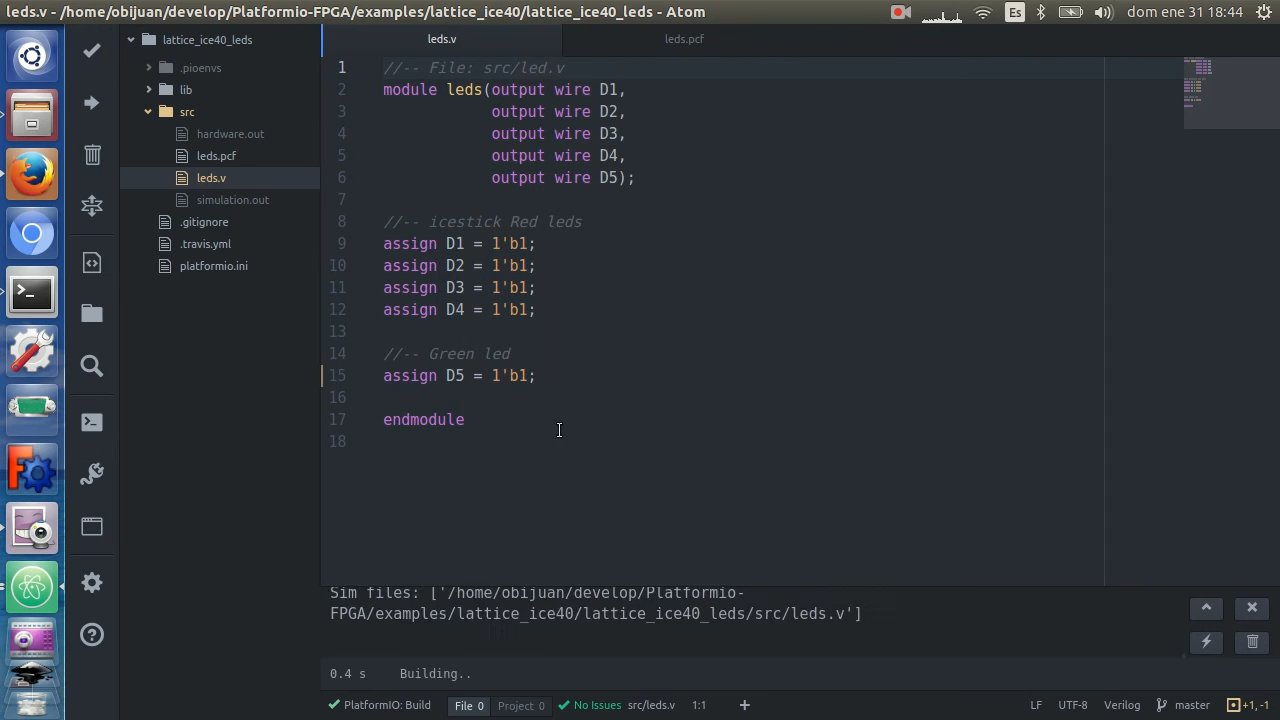 leds.v - /home/obijuan/develop/Platformio-FPGA/examples/lattice_ice40/lattice_ice40_leds - Atom
Es
dom ene 31 18:44
lattice_ice40_leds
.pioenvs
lib
src
hardware.out
leds.pcf
leds.v
simulation.out
.gitignore
.travis.yml
platformio.ini
leds.v
leds.pcf
1 //-- File: src/led.v
2 module leds(output wire D1,
3 output wire D2,
4 output wire D3,
5 output wire D4,
6 output wire D5);
7
8 //-- icestick Red leds
9 assign D1 = 1'b1;
10 assign D2 = 1'b1;
11 assign D3 = 1'b1;
12 assign D4 = 1'b1;
13
14 //-- Green led
15 assign D5 = 1'b1;
16
17 endmodule
18
Sim files: ['/home/obijuan/develop/Platformio-
FPGA/examples/lattice_ice40/lattice_ice40_leds/src/leds.v']
0.4 s Building..
PlatformIO: Build File 0 Project 0 No Issues src/leds.v 1:1 + LF UTF-8 Verilog master +1,-1